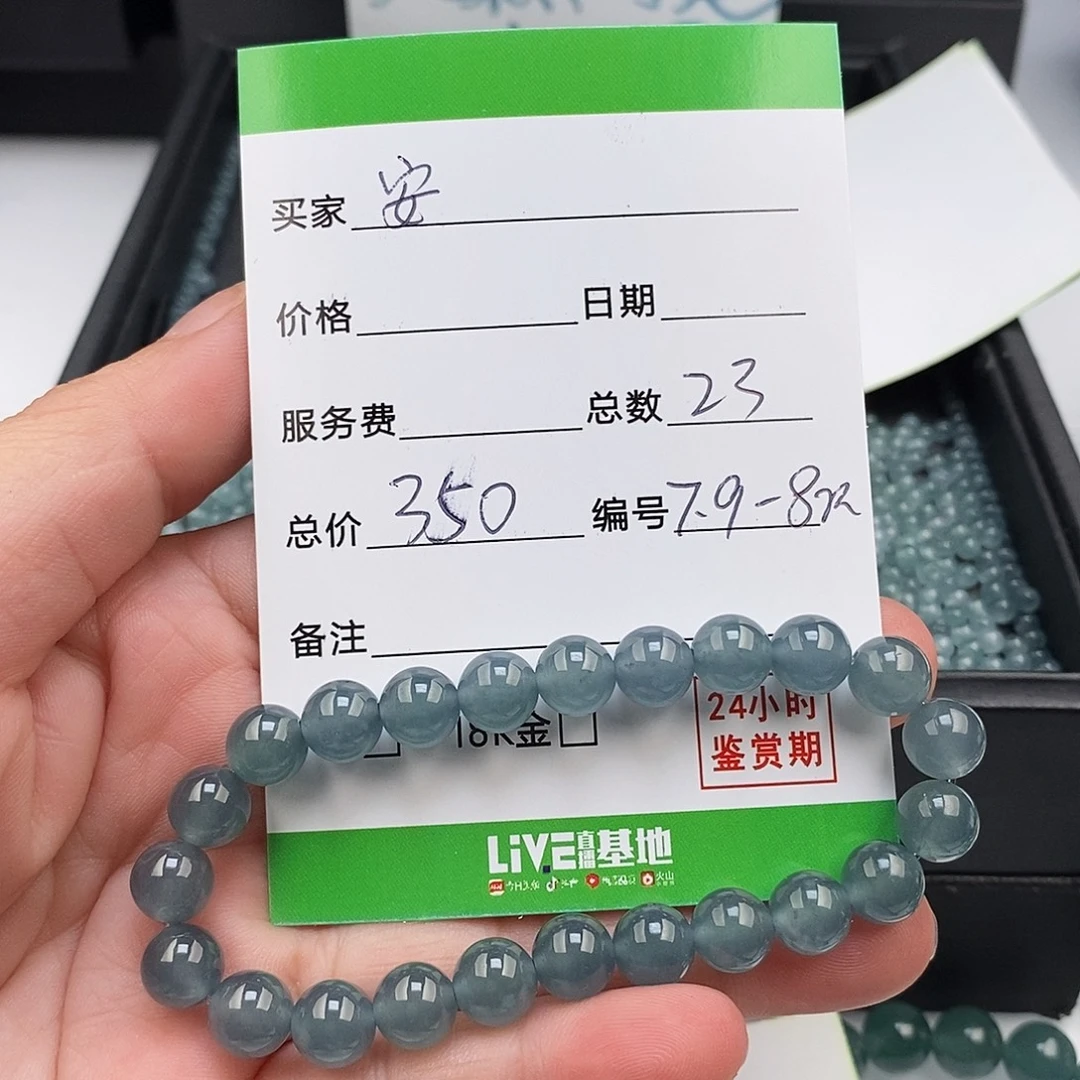 买家 安
价格 日期
服务费 总数 23
总价 350 编号 7.9-8
备注
18K金
24小时
鉴赏期
LiVE直播基地
火山